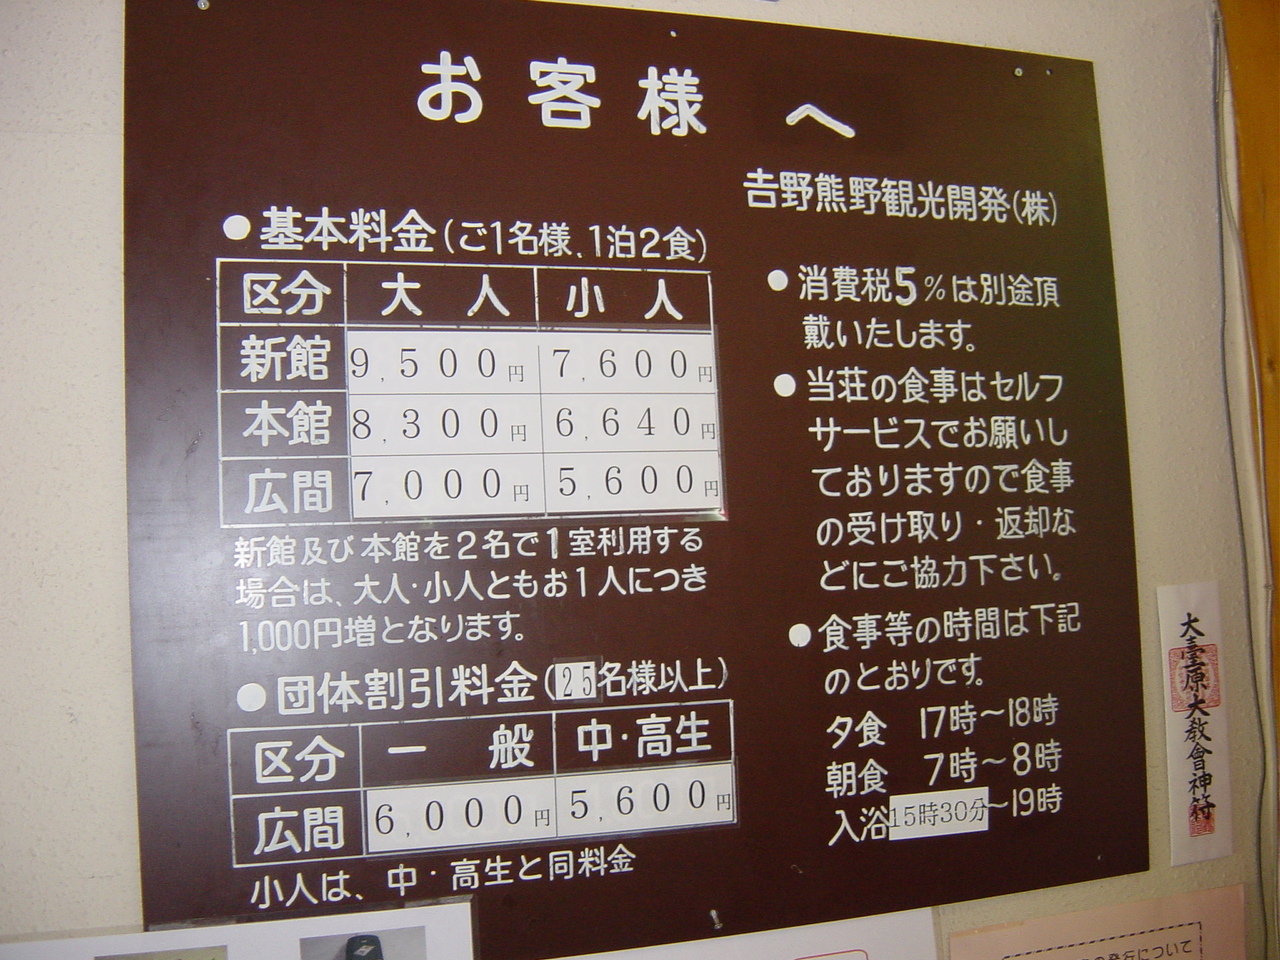 お客様へ
吉野熊野観光開発(株)
●基本料金(ご1名様、1泊2食)
区分 大人 小人
新館 9,500円 7,600円
本館 8,300円 6,640円
広間 7,000円 5,600円
新館及び本館を2名で1室利用する
場合は、大人・小人ともお1人につき
1,000円増となります。
●団体割引料金(25名様以上)
区分 一般 中・高生
広間 6,000円 5,600円
小人は、中・高生と同料金
●消費税5%は別途頂
戴いたします。
●当荘の食事はセルフ
サービスでお願いし
ておりますので食事
の受け取り・返却な
どにご協力下さい。
●食事等の時間は下記
のとおりです。
夕食 17時～18時
朝食 7時～8時
入浴 15時30分～19時
大臺原大教會神符
の発行について